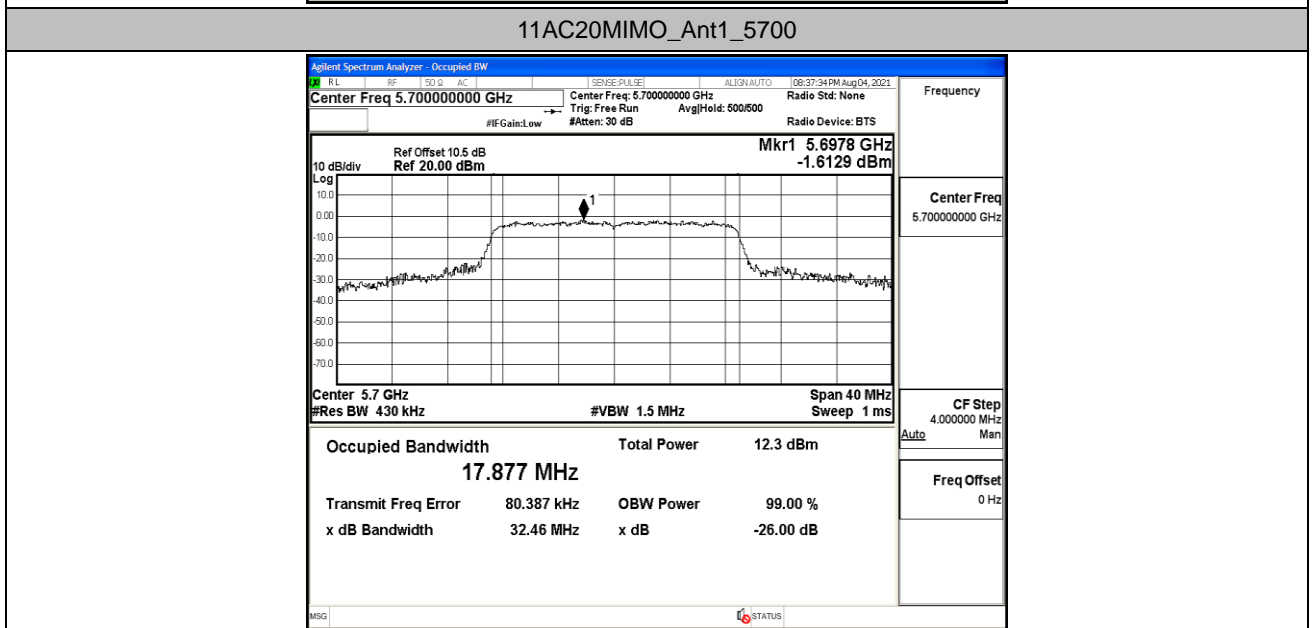 11AC20MIMO_Ant1_5700
Agilent Spectrum Analyzer - Occupied BW
RL RF 50 Ω AC SENSE:PULSE ALIGNAUTO 08:37:34 PM Aug 04, 2021
Center Freq 5.700000000 GHz
Center Freq: 5.700000000 GHz Radio Std: None
Trig: Free Run Avg|Hold: 500/500
#IFGain:Low #Atten: 30 dB Radio Device: BTS
Frequency
Ref Offset 10.5 dB
10 dB/div Ref 20.00 dBm
Mkr1 5.6978 GHz
-1.6129 dBm
Log
10.0
0.00
-10.0
-20.0
-30.0
-40.0
-50.0
-60.0
-70.0
1
Center 5.7 GHz Span 40 MHz
#Res BW 430 kHz #VBW 1.5 MHz Sweep 1 ms
Center Freq
5.700000000 GHz
CF Step
4.000000 MHz
Auto Man
Freq Offset
0 Hz
Occupied Bandwidth Total Power 12.3 dBm
17.877 MHz
Transmit Freq Error 80.387 kHz OBW Power 99.00 %
x dB Bandwidth 32.46 MHz x dB -26.00 dB
MSG STATUS